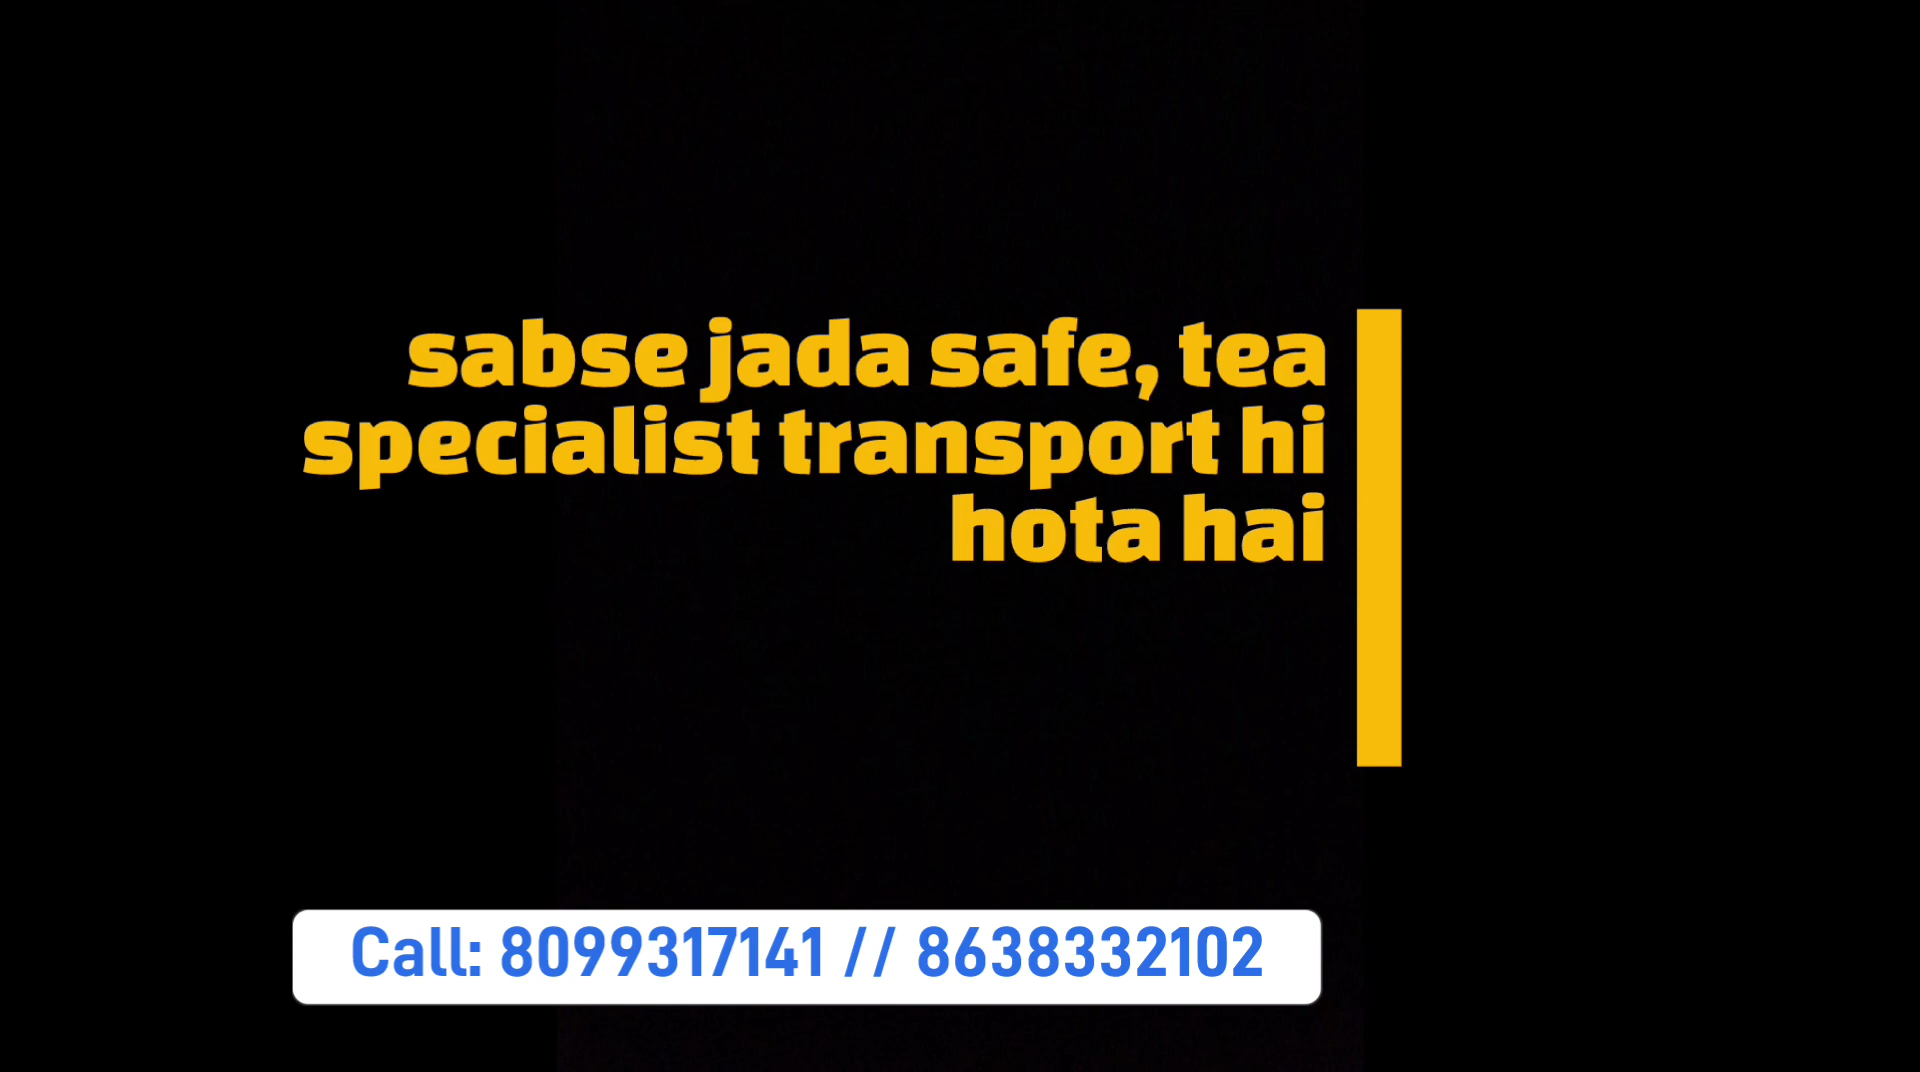 sabse jada safe, tea
specialist transport hi
hota hai
Call: 8099317141 // 8638332102